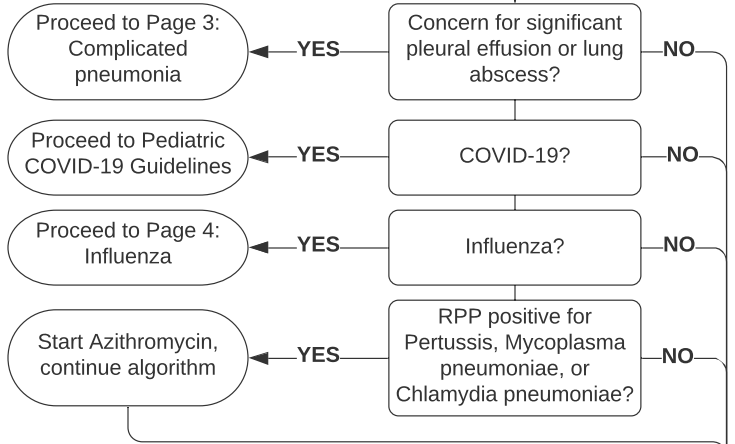 Proceed to Page 3:
Complicated
pneumonia
YES
Concern for significant
pleural effusion or lung
abscess?
NO
Proceed to Pediatric
COVID-19 Guidelines
YES
COVID-19?
NO
Proceed to Page 4:
Influenza
YES
Influenza?
NO
Start Azithromycin,
continue algorithm
YES
RPP positive for
Pertussis, Mycoplasma
pneumoniae, or
Chlamydia pneumoniae?
NO